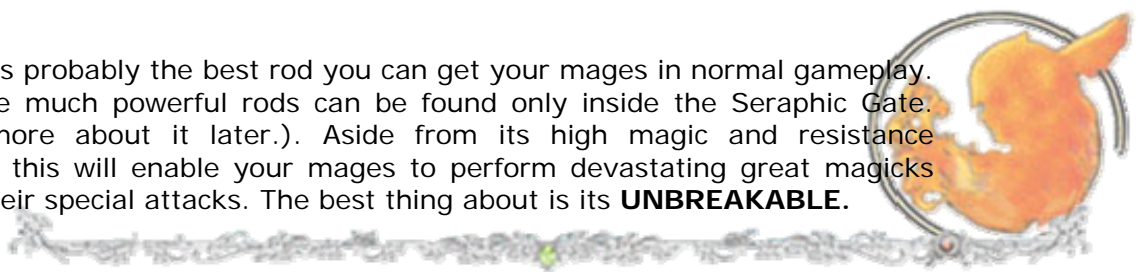 s probably the best rod you can get your mages in normal gameplay.
e much powerful rods can be found only inside the Seraphic Gate.
more about it later.). Aside from its high magic and resistance
this will enable your mages to perform devastating great magicks
eir special attacks. The best thing about is its UNBREAKABLE.